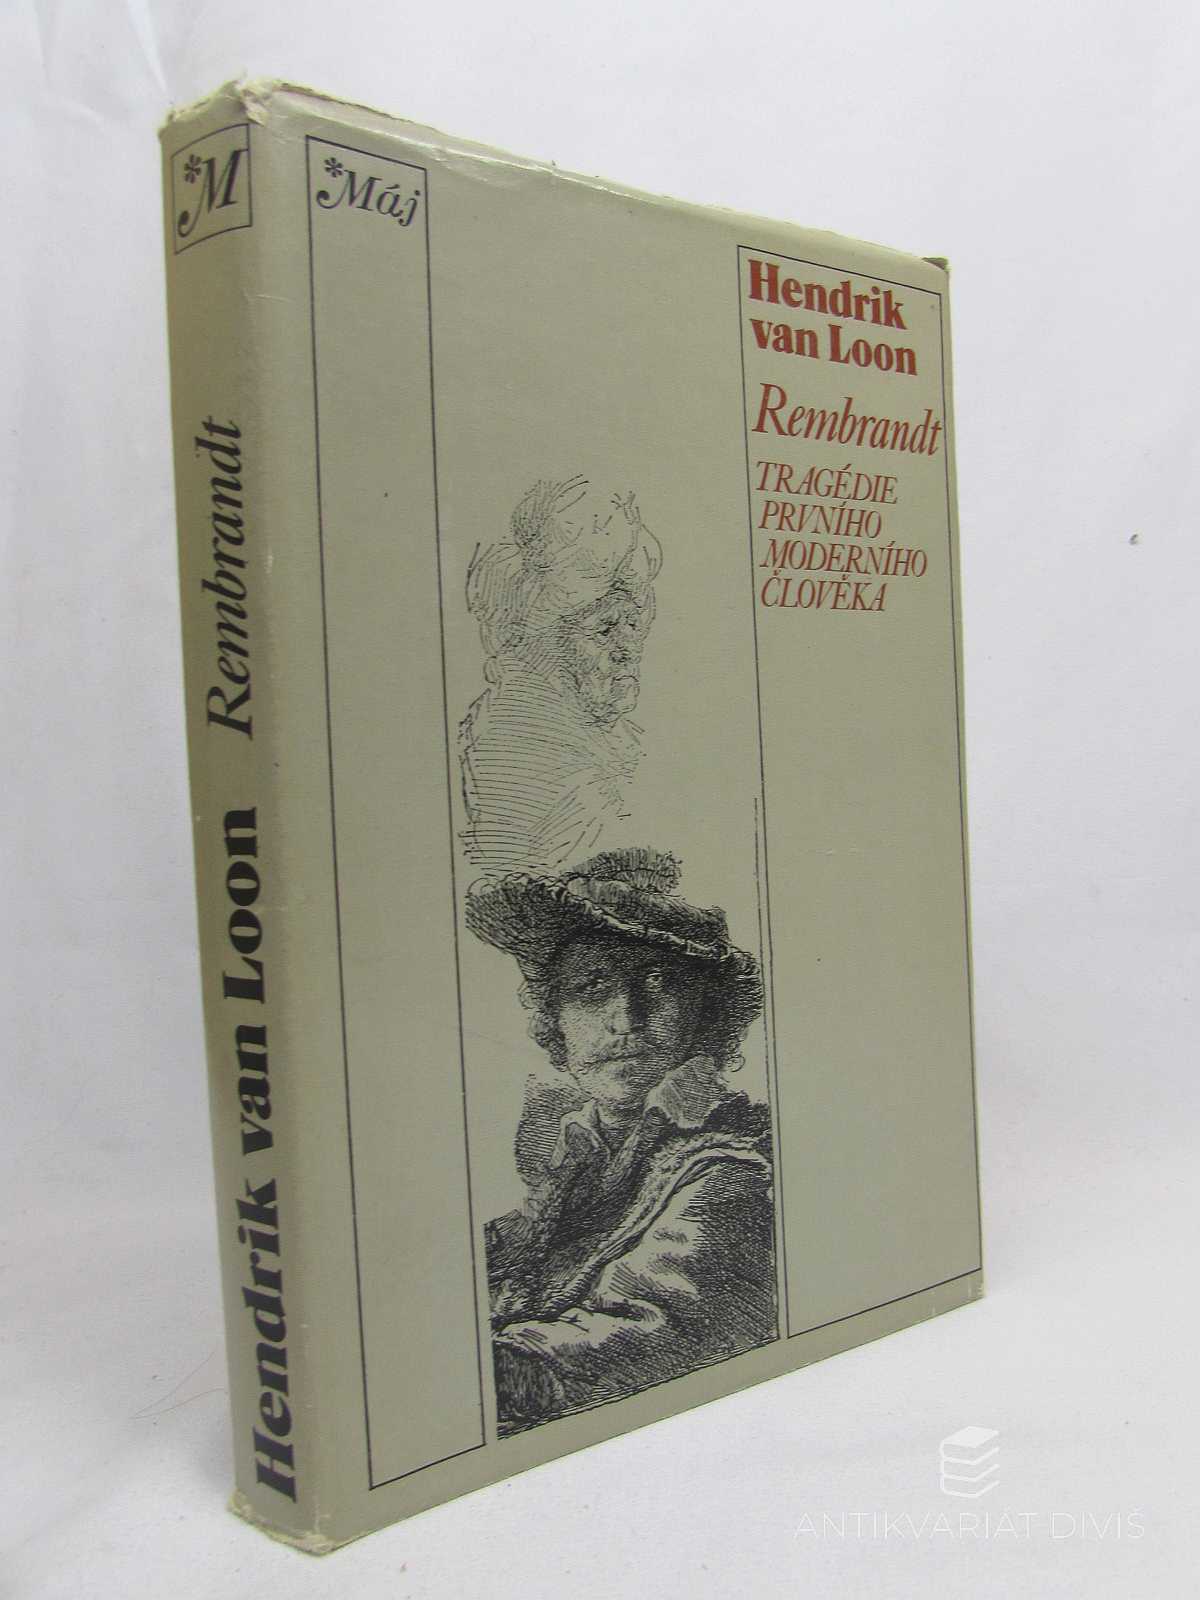 *M
Hendrik van Loon Rembrandt
*Máj
Hendrik
van Loon
Rembrandt
TRAGÉDIE
PRVNÍHO
MODERNÍHO
ČLOVĚKA
ANTIKVARIÁT DIVIŠ